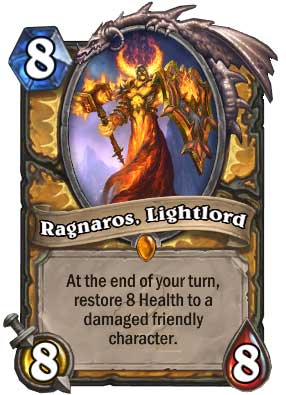 8
Ragnaros, Lightlord
At the end of your turn,
restore 8 Health to a
damaged friendly
character.
8
8